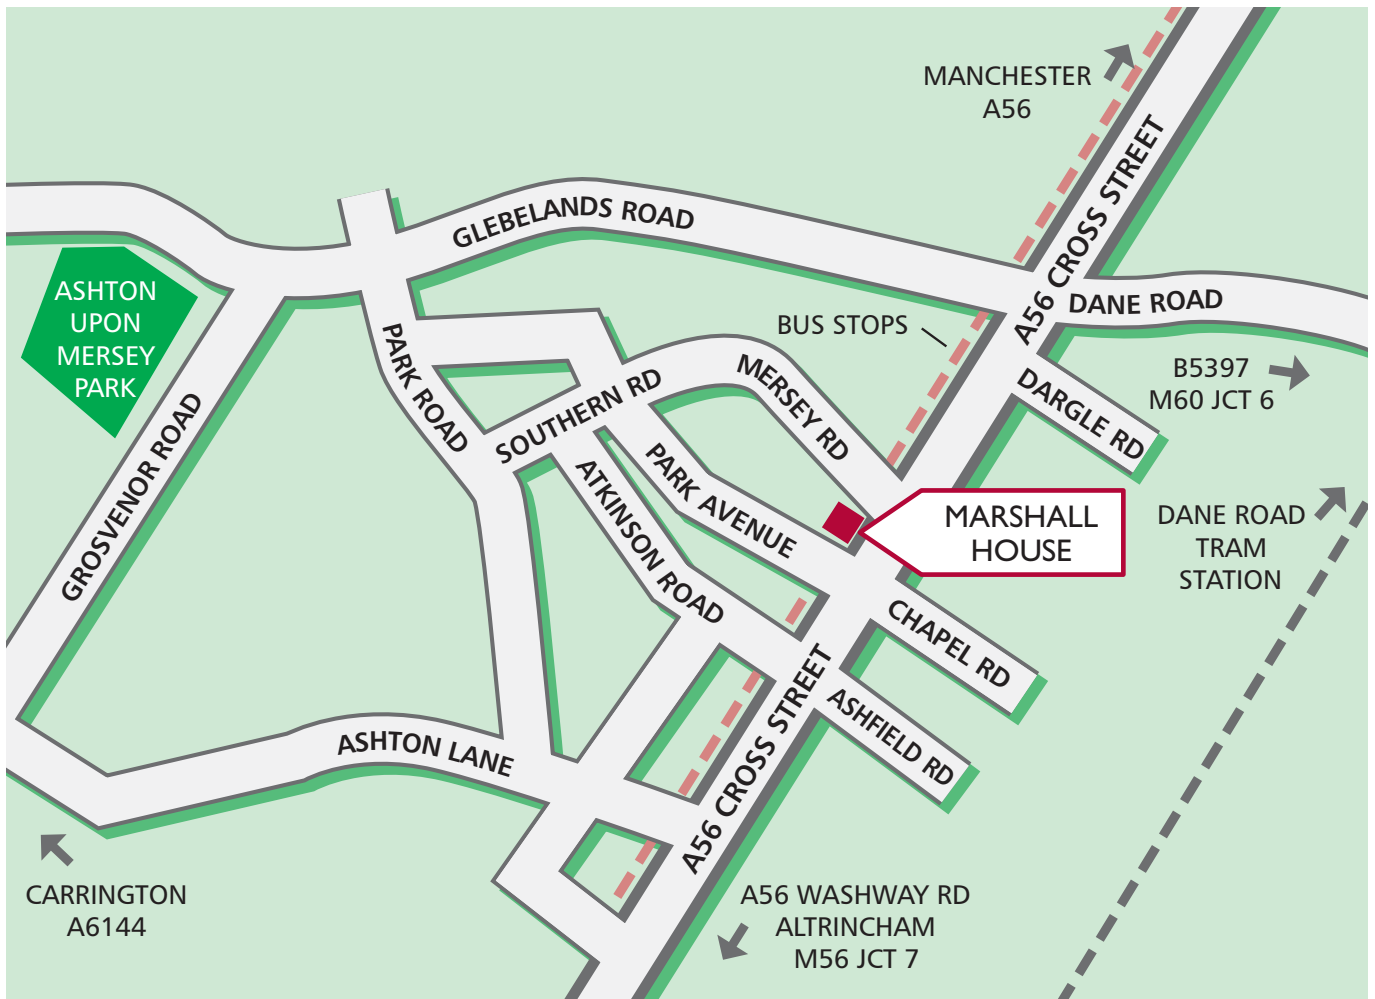 MANCHESTER
A56
A56 CROSS STREET
GLEBELANDS ROAD
ASHTON
UPON
MERSEY
PARK
DANE ROAD
BUS STOPS
PARK ROAD
SOUTHERN RD
MERSEY RD
B5397
M60 JCT 6
DARGLE RD
GROSVENOR ROAD
PARK AVENUE
ATKINSON ROAD
MARSHALL
HOUSE
DANE ROAD
TRAM
STATION
CHAPEL RD
A56 CROSS STREET
ASHFIELD RD
ASHTON LANE
CARRINGTON
A6144
A56 WASHWAY RD
ALTRINCHAM
M56 JCT 7